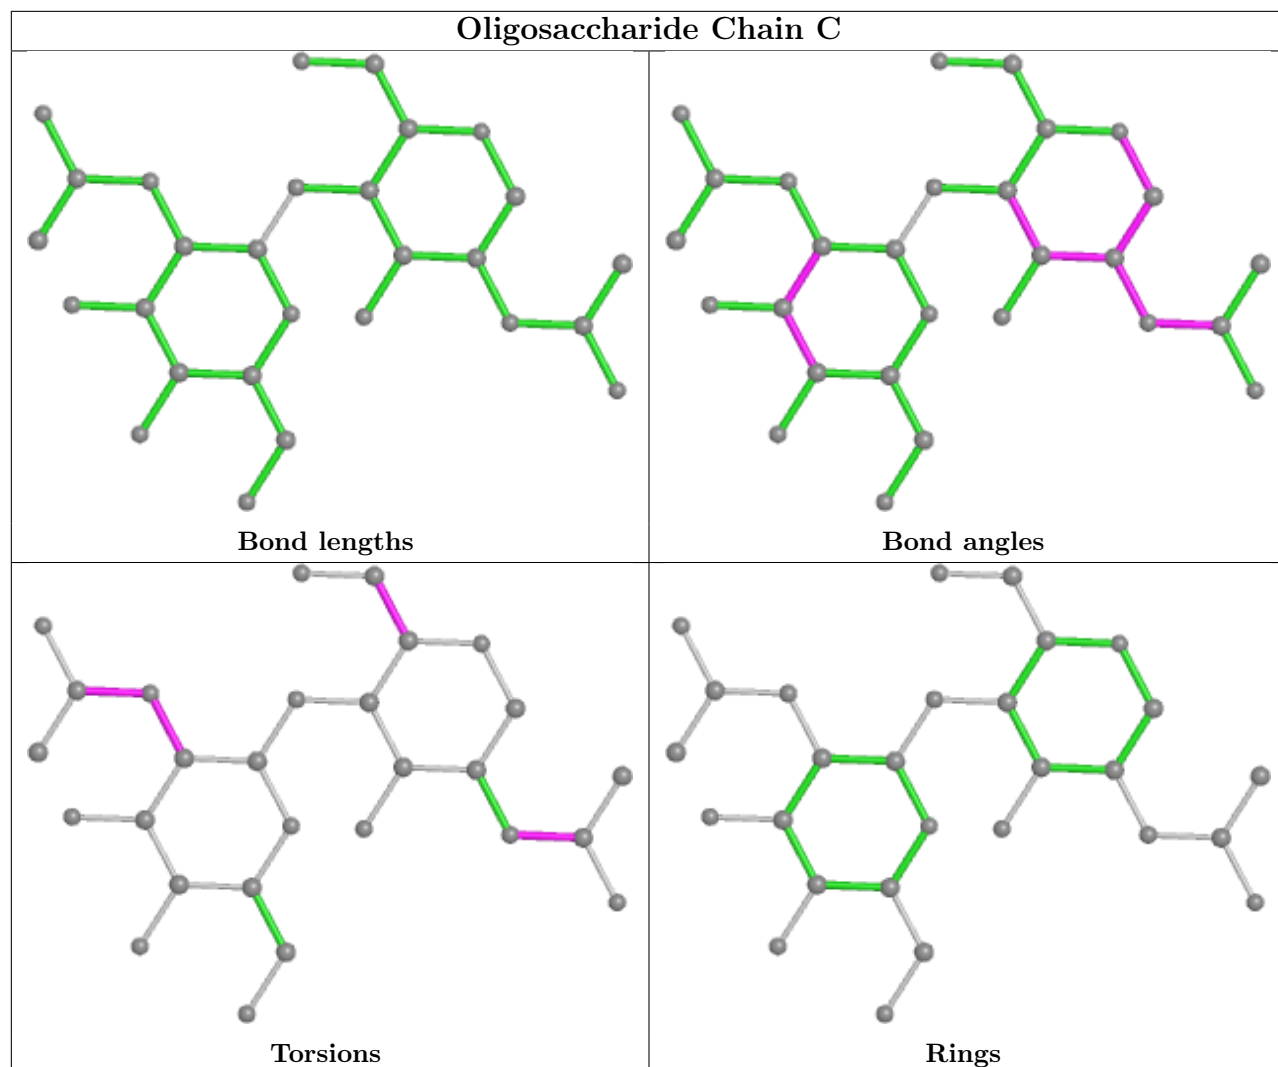 Oligosaccharide Chain C
Bond lengths
Bond angles
Torsions
Rings